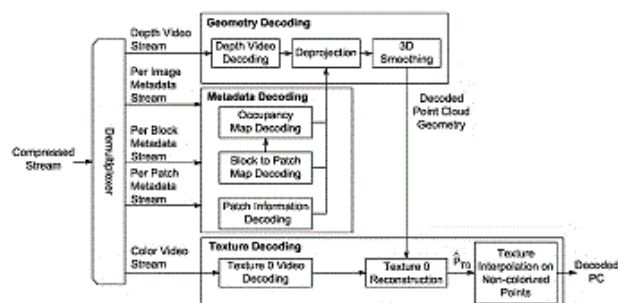 Geometry Decoding
Depth Video
Stream
Depth Video
Decoding
Deprojection
3D
Smoothing
Per Image
Metadata
Stream
Metadata Decoding
Occupancy
Map Decoding
Decoded
Point Cloud
Geometry
Demultiplexer
Per Block
Metadata
Stream
Compressed
Stream
Block to Patch
Map Decoding
Per Patch
Metadata
Stream
Patch Information
Decoding
Texture Decoding
Color Video
Stream
Texture 0 Video
Decoding
Texture 0
Reconstruction
Texture
Interpolation on
Non-colorized
Points
Decoded
PC